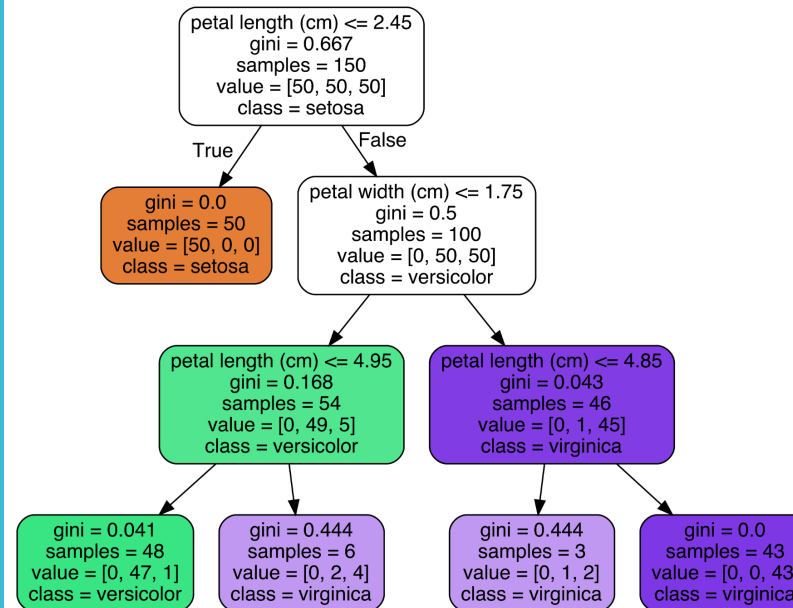 petal length (cm) <= 2.45
gini = 0.667
samples = 150
value = [50, 50, 50]
class = setosa
True
False
gini = 0.0
samples = 50
value = [50, 0, 0]
class = setosa
petal width (cm) <= 1.75
gini = 0.5
samples = 100
value = [0, 50, 50]
class = versicolor
petal length (cm) <= 4.95
gini = 0.168
samples = 54
value = [0, 49, 5]
class = versicolor
petal length (cm) <= 4.85
gini = 0.043
samples = 46
value = [0, 1, 45]
class = virginica
gini = 0.041
samples = 48
value = [0, 47, 1]
class = versicolor
gini = 0.444
samples = 6
value = [0, 2, 4]
class = virginica
gini = 0.444
samples = 3
value = [0, 1, 2]
class = virginica
gini = 0.0
samples = 43
value = [0, 0, 43
class = virginica